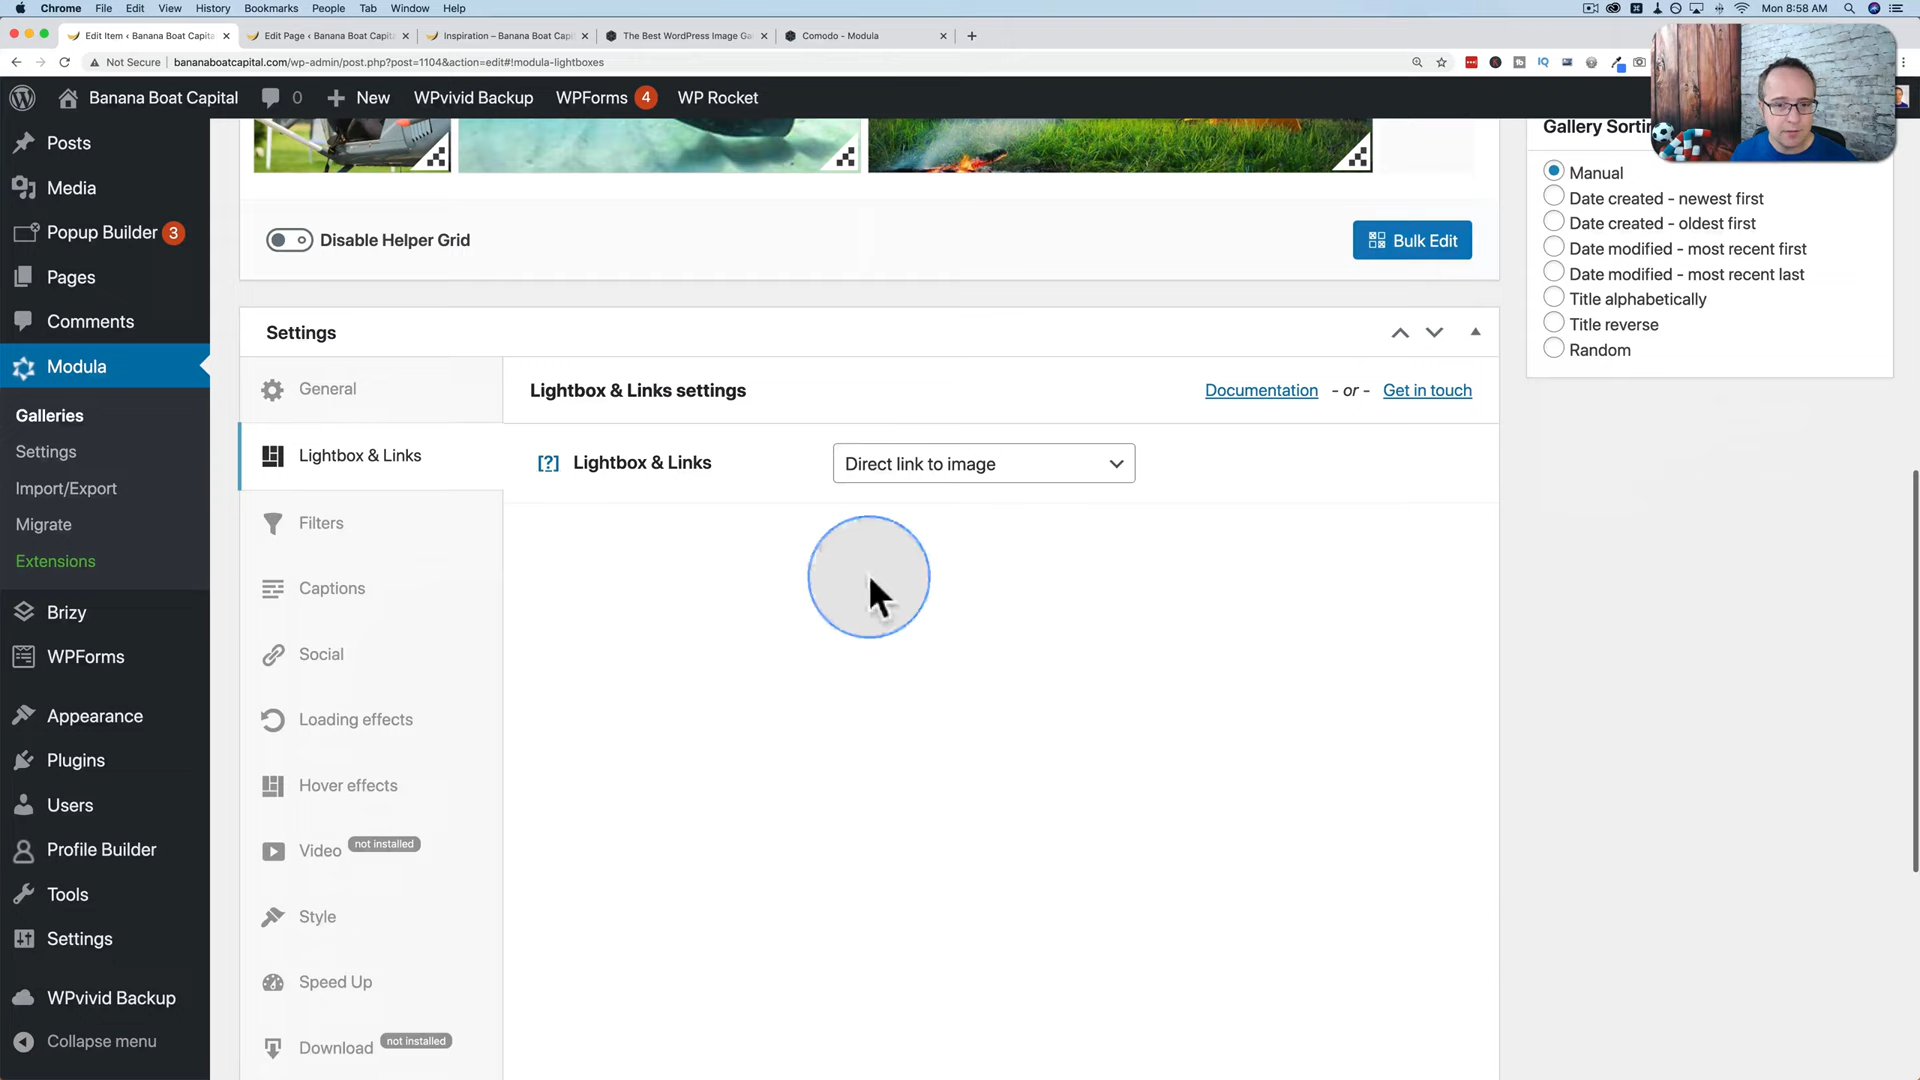 Chrome File Edit View History Bookmarks People Tab Window Help
Mon 8:58 AM
Edit Item ‹ Banana Boat Capita
Edit Page ‹ Banana Boat Capita
Inspiration – Banana Boat Capi
The Best WordPress Image Ga
Comodo - Modula
Not Secure bananaboatcapital.com/wp-admin/post.php?post=1104&action=edit#!modula-lightboxes
IQ
Banana Boat Capital 0 New WPvivid Backup WPForms 4 WP Rocket
Posts
Media
Popup Builder 3
Pages
Comments
Modula
Galleries
Settings
Import/Export
Migrate
Extensions
Brizy
WPForms
Appearance
Plugins
Users
Profile Builder
Tools
Settings
WPvivid Backup
Collapse menu
Disable Helper Grid
Bulk Edit
Settings
General
Lightbox & Links
Filters
Captions
Social
Loading effects
Hover effects
Video not installed
Style
Speed Up
Download not installed
Lightbox & Links settings
Documentation - or - Get in touch
[?] Lightbox & Links
Direct link to image
Gallery Sortin
Manual
Date created - newest first
Date created - oldest first
Date modified - most recent first
Date modified - most recent last
Title alphabetically
Title reverse
Random